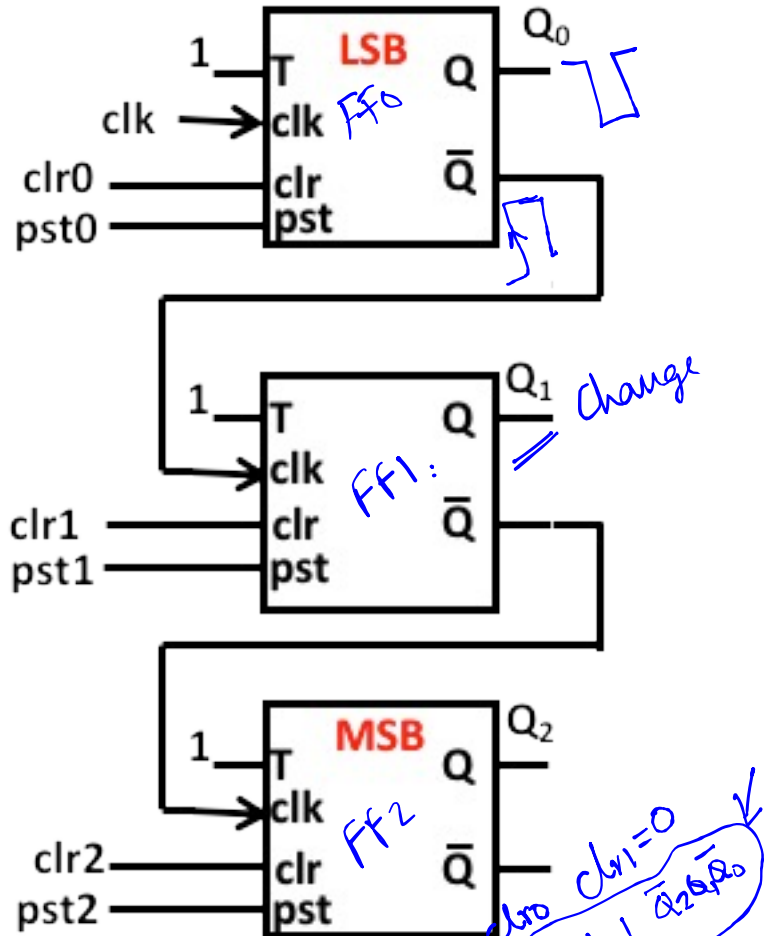 Q₀
1 T LSB Q
clk clk FF0
Q̅
clr0 clr
pst0 pst
Q₁
1 T Q change
clk FF1:
clr1 clr Q̅
pst1 pst
Q₂
1 T MSB Q
clk FF2
clr1=0
clr2 clr Q̅
pst2 pst